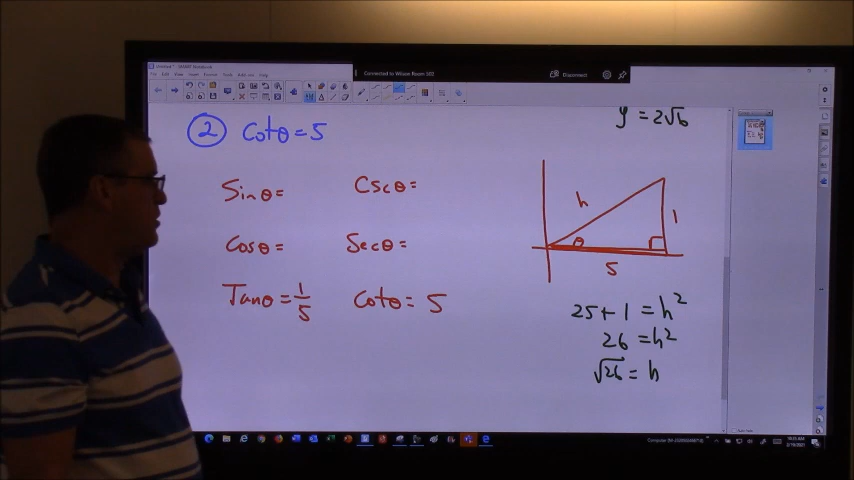 Connected to Wilson Room 502
Disconnect
y = 2√6
② Cotθ = 5
Sinθ =
Cscθ =
h
1
Cosθ =
Secθ =
θ
5
Tanθ = 1/5
Cotθ = 5
25 + 1 = h²
26 = h²
√26 = h